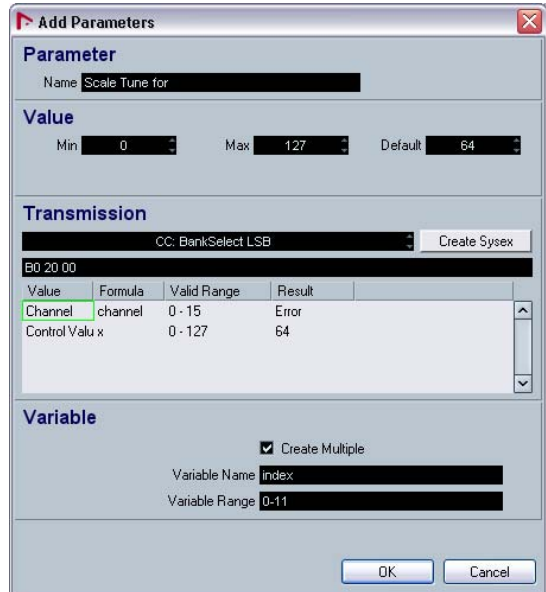 Add Parameters
Parameter
Name Scale Tune for
Value
Min 0 Max 127 Default 64
Transmission
CC: BankSelect LSB Create Sysex
B0 20 00
Value Formula Valid Range Result
Channel channel 0 - 15 Error
Control Valu x 0 - 127 64
Variable
Create Multiple
Variable Name index
Variable Range 0-11
OK Cancel